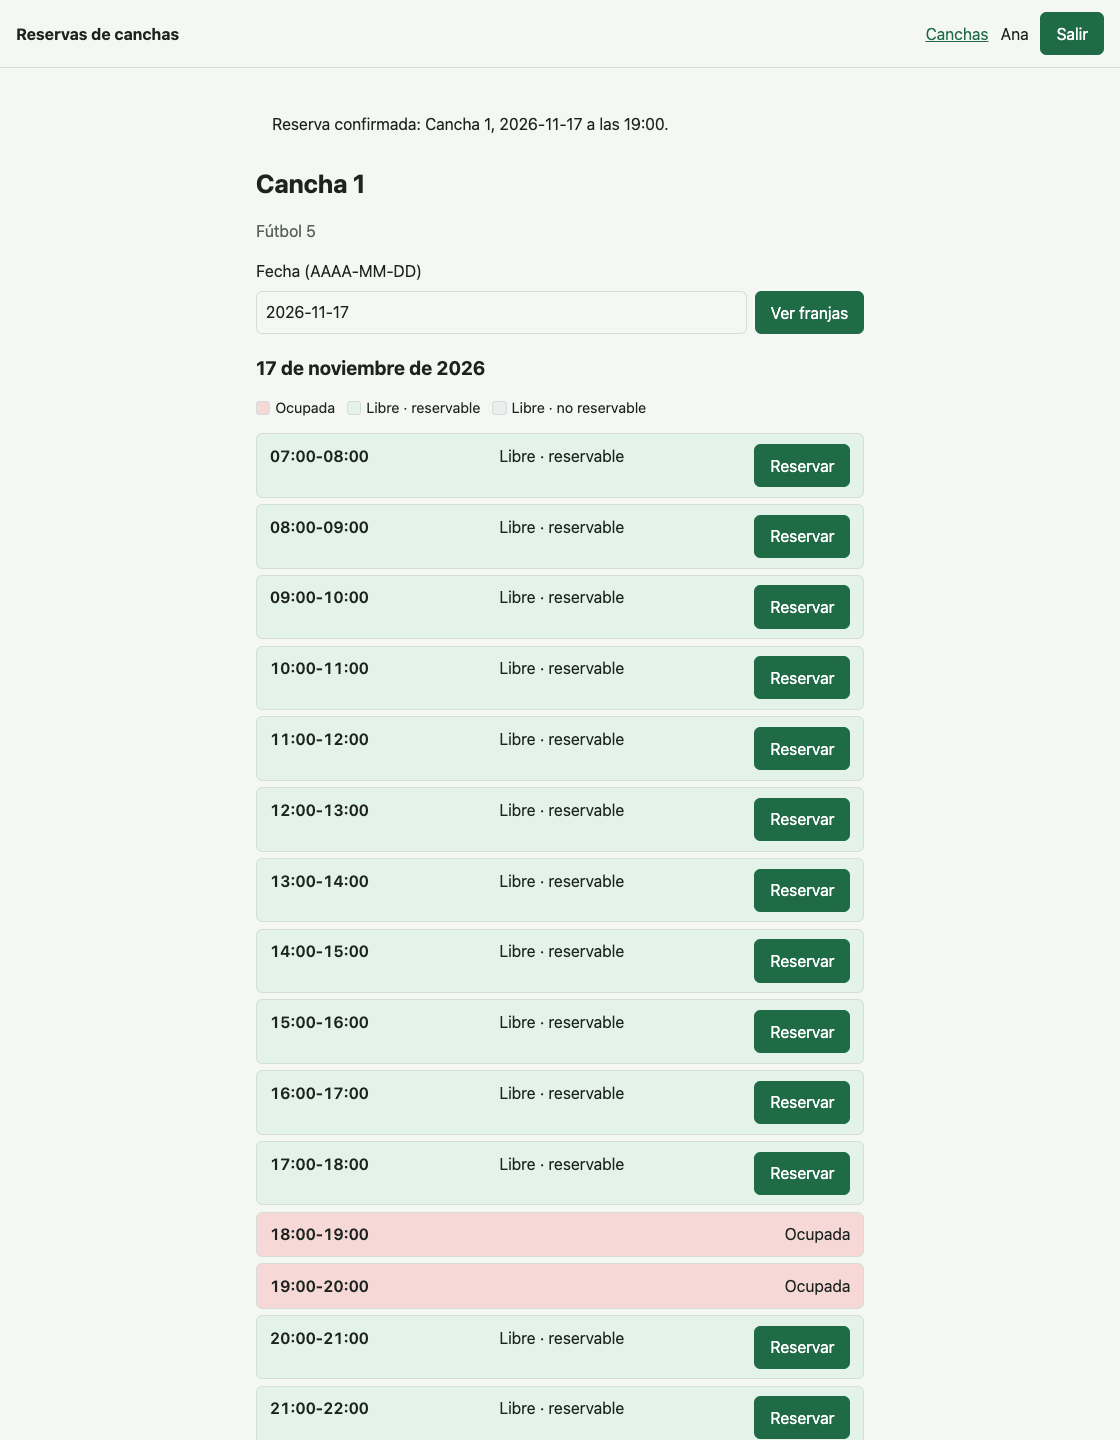 Reservas de canchas
Canchas Ana Salir
Reserva confirmada: Cancha 1, 2026-11-17 a las 19:00.
Cancha 1
Fútbol 5
Fecha (AAAA-MM-DD)
2026-11-17 Ver franjas
17 de noviembre de 2026
Ocupada Libre · reservable Libre · no reservable
07:00-08:00 Libre · reservable Reservar
08:00-09:00 Libre · reservable Reservar
09:00-10:00 Libre · reservable Reservar
10:00-11:00 Libre · reservable Reservar
11:00-12:00 Libre · reservable Reservar
12:00-13:00 Libre · reservable Reservar
13:00-14:00 Libre · reservable Reservar
14:00-15:00 Libre · reservable Reservar
15:00-16:00 Libre · reservable Reservar
16:00-17:00 Libre · reservable Reservar
17:00-18:00 Libre · reservable Reservar
18:00-19:00 Ocupada
19:00-20:00 Ocupada
20:00-21:00 Libre · reservable Reservar
21:00-22:00 Libre · reservable Reservar